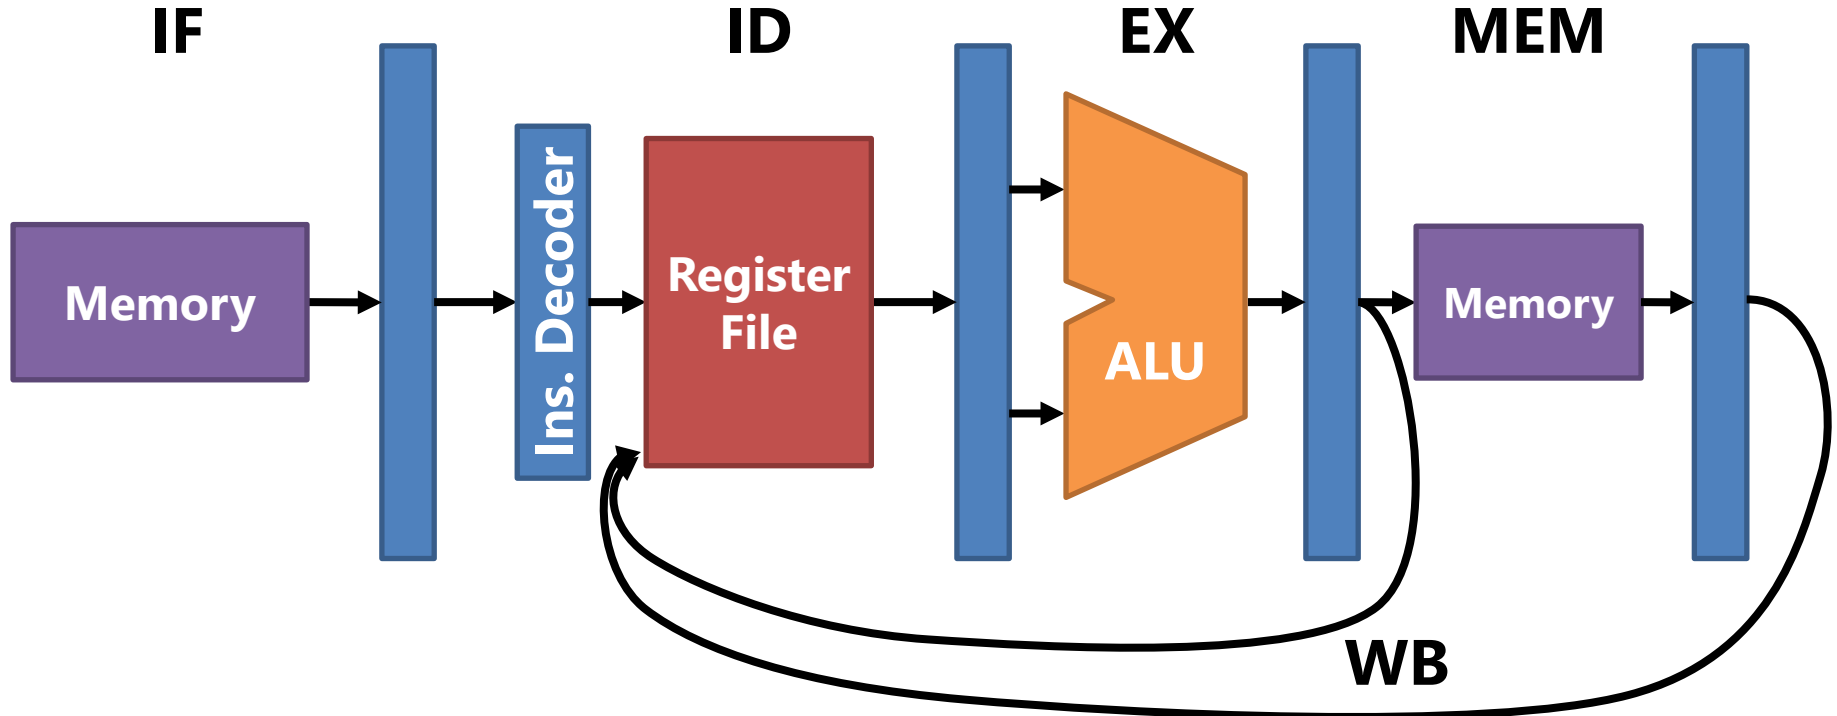 IF
ID
EX
MEM
Memory
Ins. Decoder
Register
File
ALU
Memory
WB